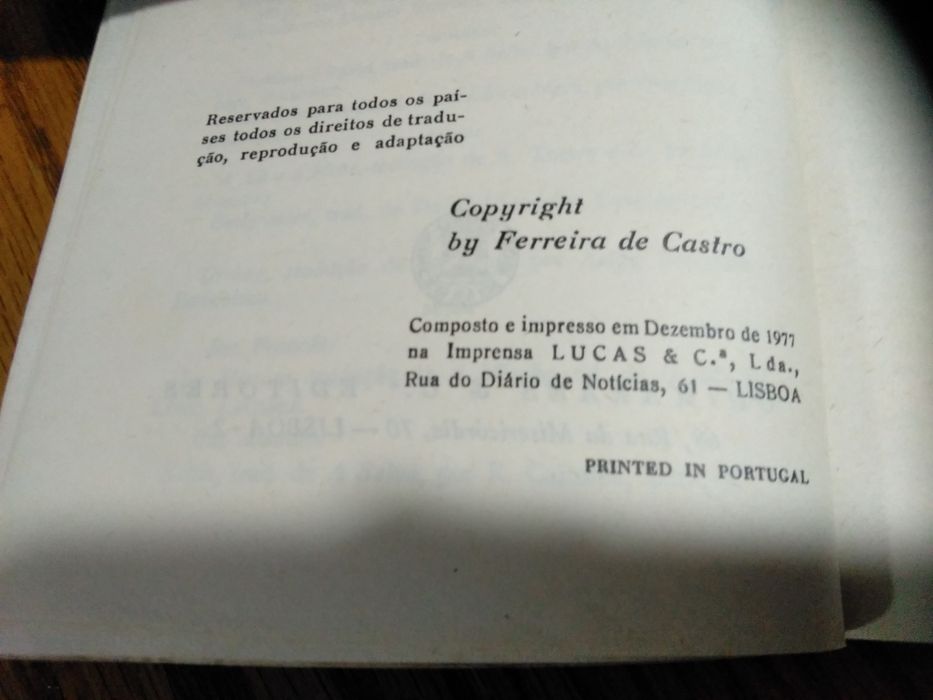 Reservados para todos os paí-
ses todos os direitos de tradu-
ção, reprodução e adaptação
Copyright
by Ferreira de Castro
Composto e impresso em Dezembro de 1977
na Imprensa LUCAS & C.ª, Lda.,
Rua do Diário de Notícias, 61 — LISBOA
PRINTED IN PORTUGAL